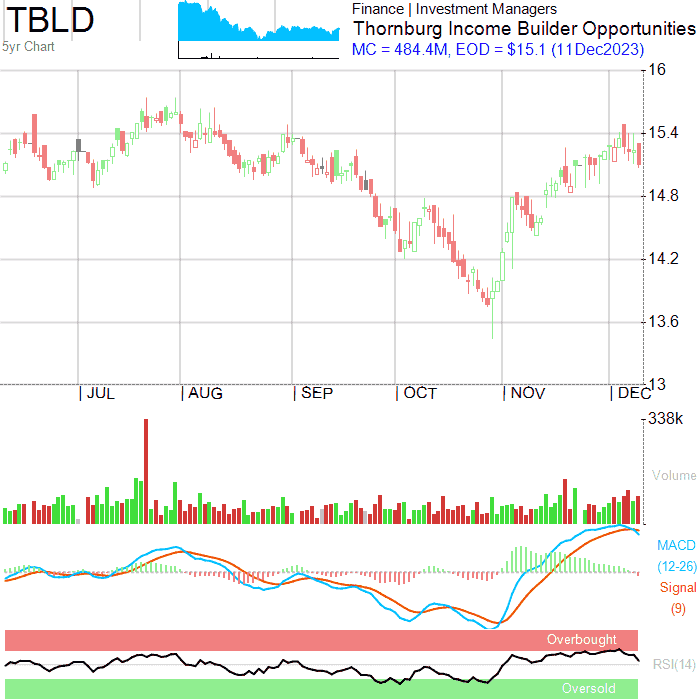 TBLD
5yr Chart
Finance | Investment Managers
Thornburg Income Builder Opportunities
MC = 484.4M, EOD = $15.1 (11Dec2023)
16
15.4
14.8
14.2
13.6
13
JUL AUG SEP OCT NOV DEC
338k
Volume
MACD
(12-26)
Signal
(9)
Overbought
RSI(14)
Oversold